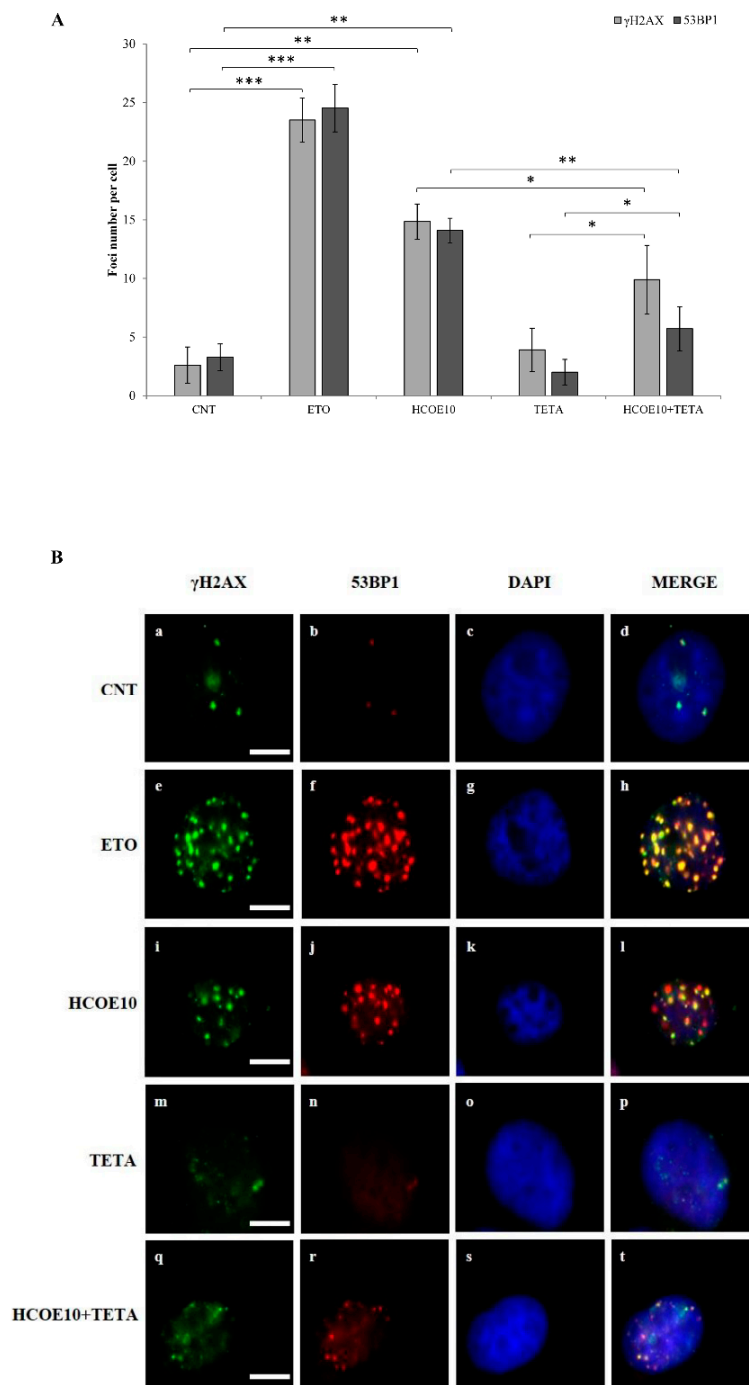 A
γH2AX 53BP1
30
25
20
15
10
5
0
Foci number per cell
**
**
***
***
**
*
*
*
CNT ETO HCOE10 TETA HCOE10+TETA
B
γH2AX 53BP1 DAPI MERGE
CNT a b c d
ETO e f g h
HCOE10 i j k l
TETA m n o p
HCOE10+TETA q r s t